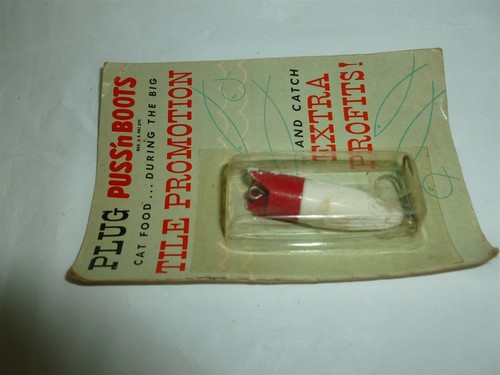 PLUG PUSS'n BOOTS
CAT FOOD... DURING THE BIG
TILE PROMOTION
...AND CATCH
EXTRA
PROFITS!